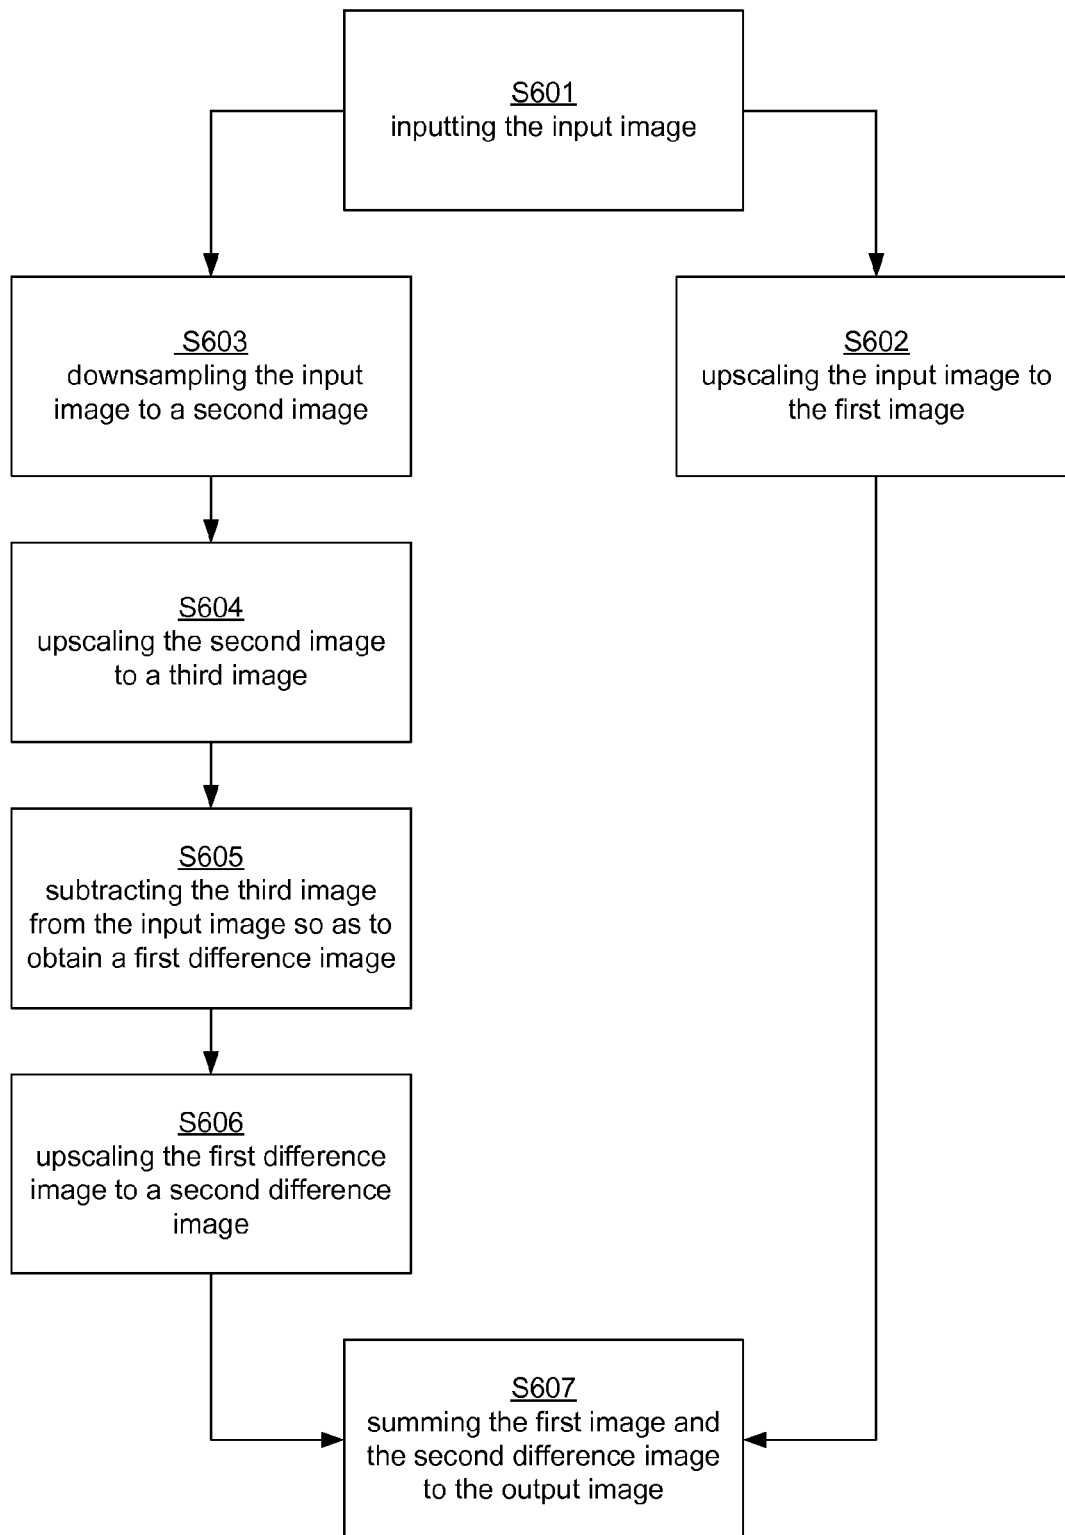 S601
inputting the input image
S603
downsampling the input
image to a second image
S602
upscaling the input image to
the first image
S604
upscaling the second image
to a third image
S605
subtracting the third image
from the input image so as to
obtain a first difference image
S606
upscaling the first difference
image to a second difference
image
S607
summing the first image and
the second difference image
to the output image